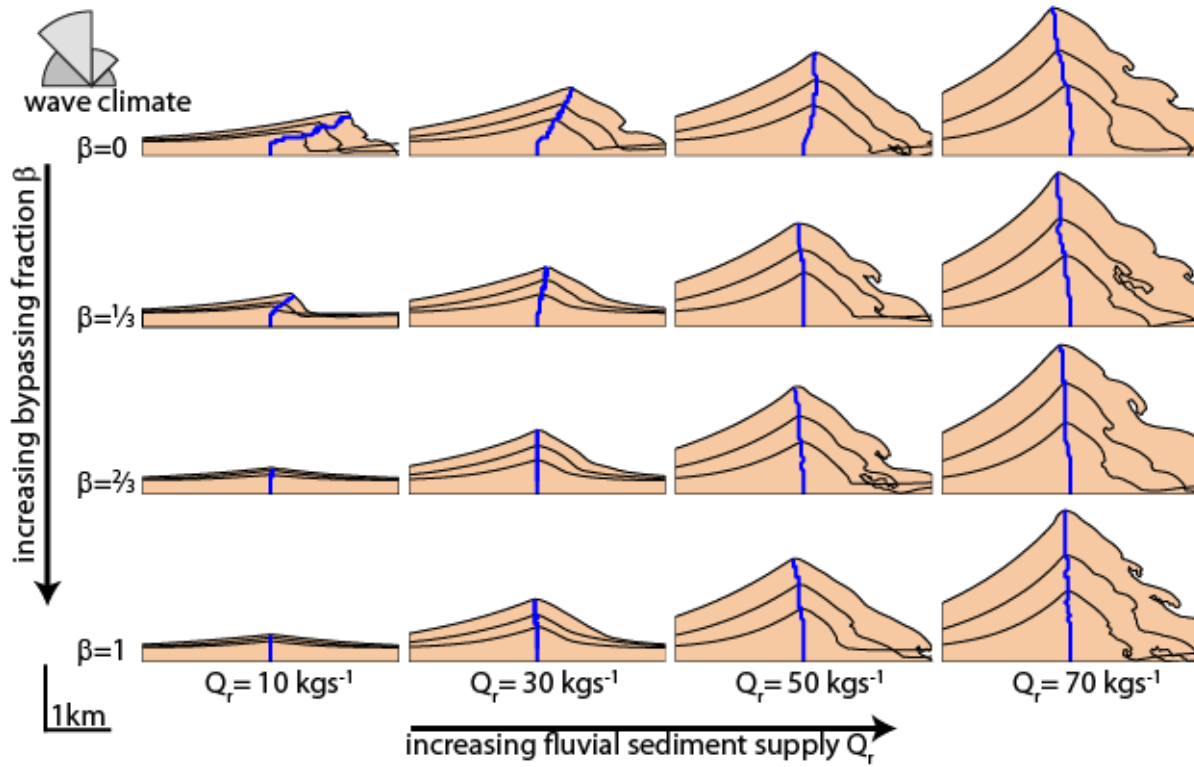 wave climate
β=0
β=⅓
β=⅔
β=1
increasing bypassing fraction β
1km
Qᵣ= 10 kgs⁻¹
Qᵣ= 30 kgs⁻¹
Qᵣ= 50 kgs⁻¹
Qᵣ= 70 kgs⁻¹
increasing fluvial sediment supply Qᵣ